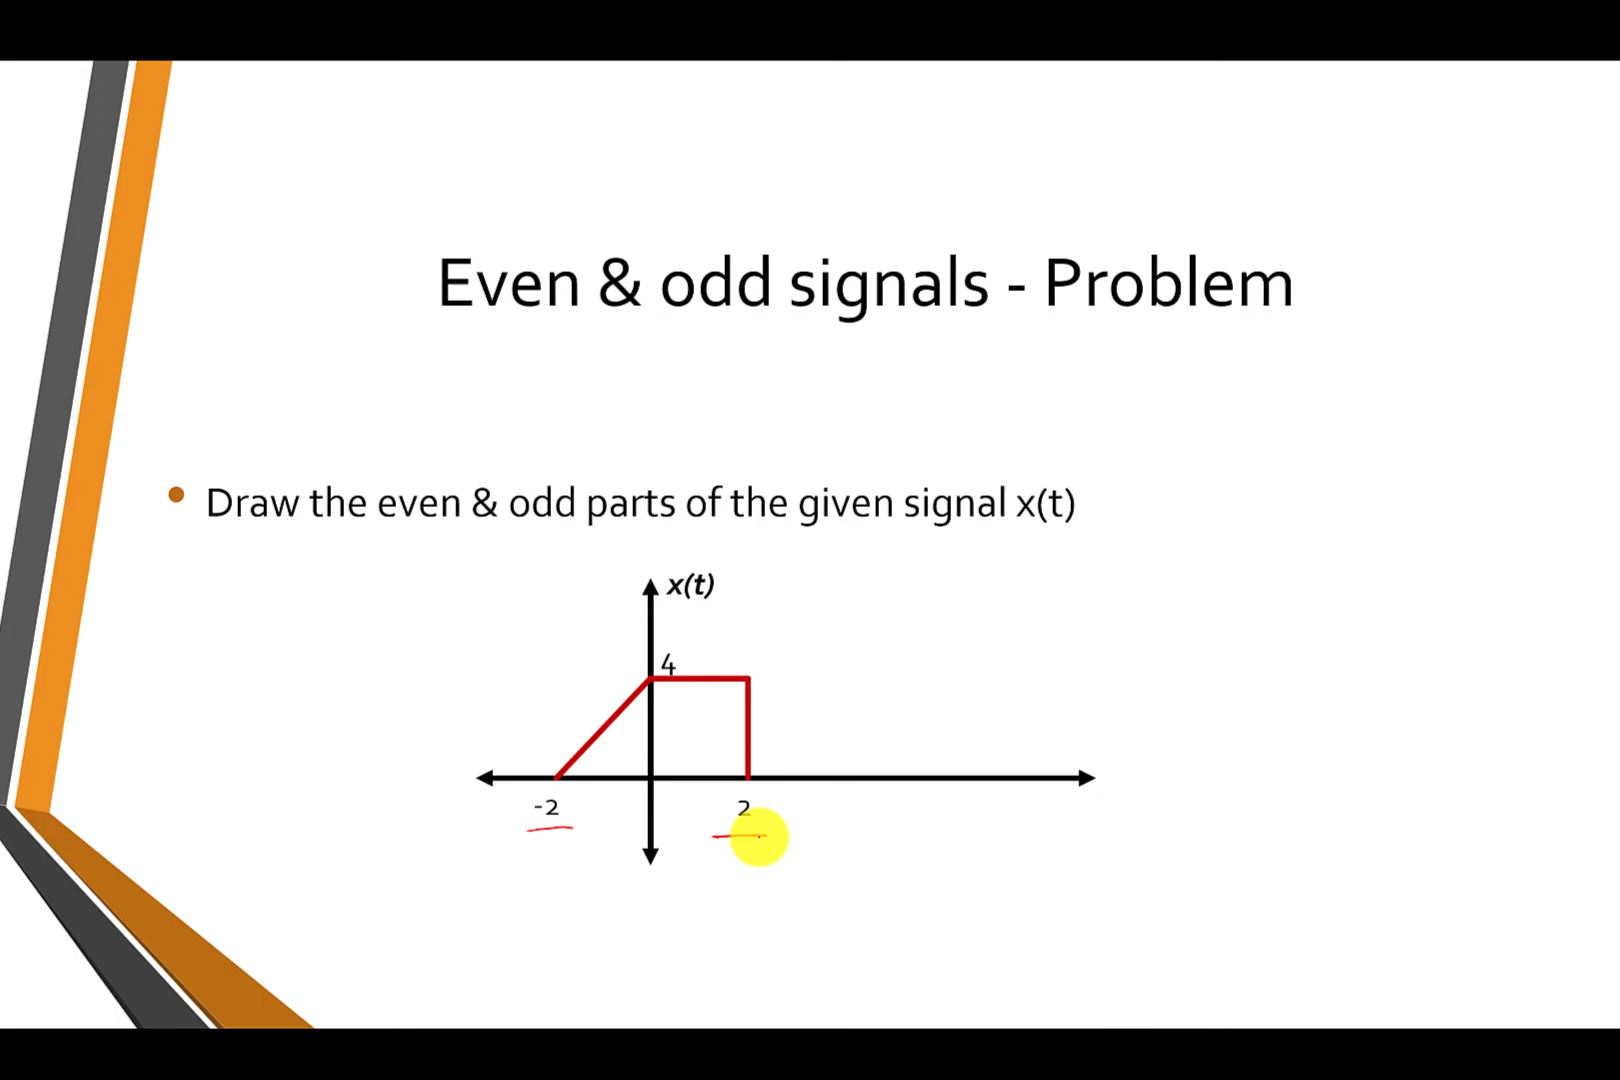 Even & odd signals - Problem
• Draw the even & odd parts of the given signal x(t)
x(t)
4
-2
2